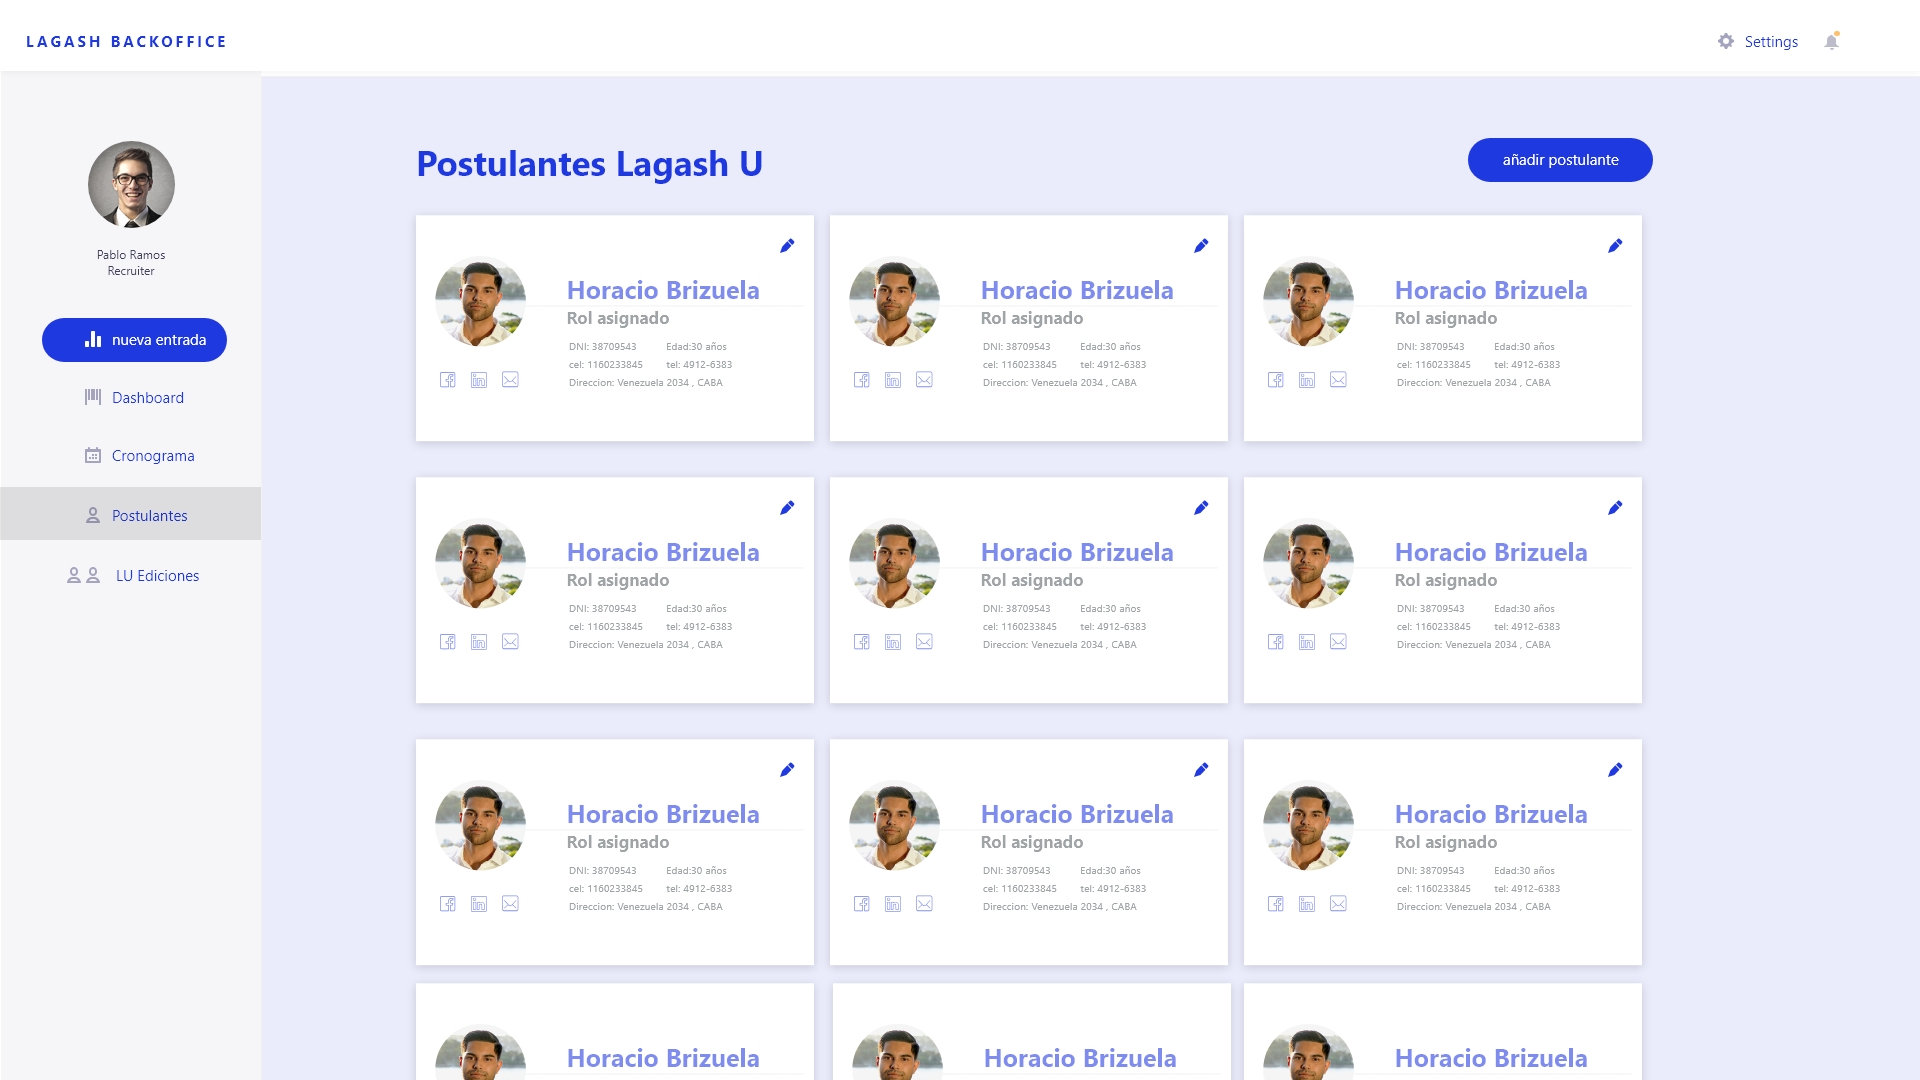 LAGASH BACKOFFICE
Settings
Pablo Ramos
Recruiter
nueva entrada
Dashboard
Cronograma
Postulantes
LU Ediciones
Postulantes Lagash U
añadir postulante
Horacio Brizuela
Rol asignado
DNI: 38709543 Edad:30 años
cel: 1160233845 tel: 4912-6383
Direccion: Venezuela 2034 , CABA
Horacio Brizuela
Rol asignado
DNI: 38709543 Edad:30 años
cel: 1160233845 tel: 4912-6383
Direccion: Venezuela 2034 , CABA
Horacio Brizuela
Rol asignado
DNI: 38709543 Edad:30 años
cel: 1160233845 tel: 4912-6383
Direccion: Venezuela 2034 , CABA
Horacio Brizuela
Rol asignado
DNI: 38709543 Edad:30 años
cel: 1160233845 tel: 4912-6383
Direccion: Venezuela 2034 , CABA
Horacio Brizuela
Rol asignado
DNI: 38709543 Edad:30 años
cel: 1160233845 tel: 4912-6383
Direccion: Venezuela 2034 , CABA
Horacio Brizuela
Rol asignado
DNI: 38709543 Edad:30 años
cel: 1160233845 tel: 4912-6383
Direccion: Venezuela 2034 , CABA
Horacio Brizuela
Rol asignado
DNI: 38709543 Edad:30 años
cel: 1160233845 tel: 4912-6383
Direccion: Venezuela 2034 , CABA
Horacio Brizuela
Rol asignado
DNI: 38709543 Edad:30 años
cel: 1160233845 tel: 4912-6383
Direccion: Venezuela 2034 , CABA
Horacio Brizuela
Rol asignado
DNI: 38709543 Edad:30 años
cel: 1160233845 tel: 4912-6383
Direccion: Venezuela 2034 , CABA
Horacio Brizuela
Horacio Brizuela
Horacio Brizuela